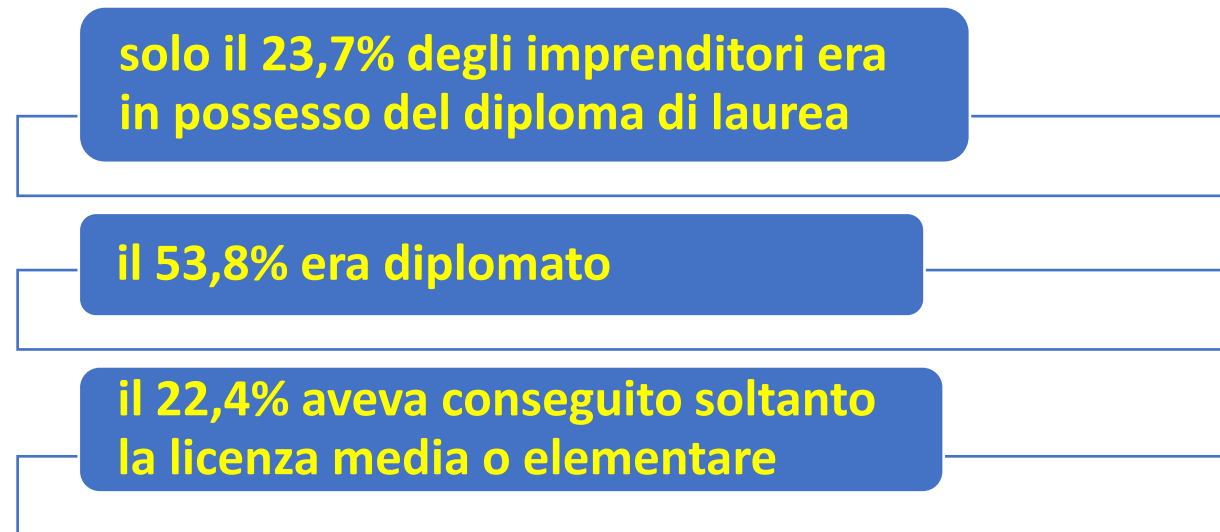 solo il 23,7% degli imprenditori era
in possesso del diploma di laurea
il 53,8% era diplomato
il 22,4% aveva conseguito soltanto
la licenza media o elementare